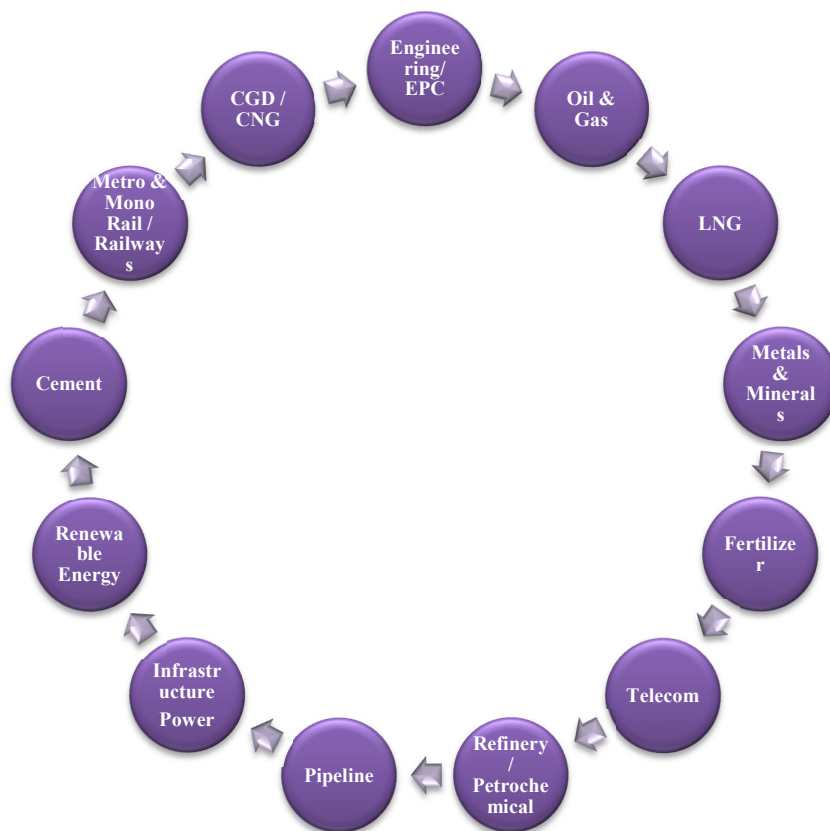 Enginee
ring/
EPC
Oil &
Gas
LNG
Metals
&
Mineral
s
Fertilize
r
Telecom
Refinery
/
Petroche
mical
Pipeline
Infrastr
ucture
Power
Renewa
ble
Energy
Cement
Metro &
Mono
Rail /
Railway
s
CGD /
CNG